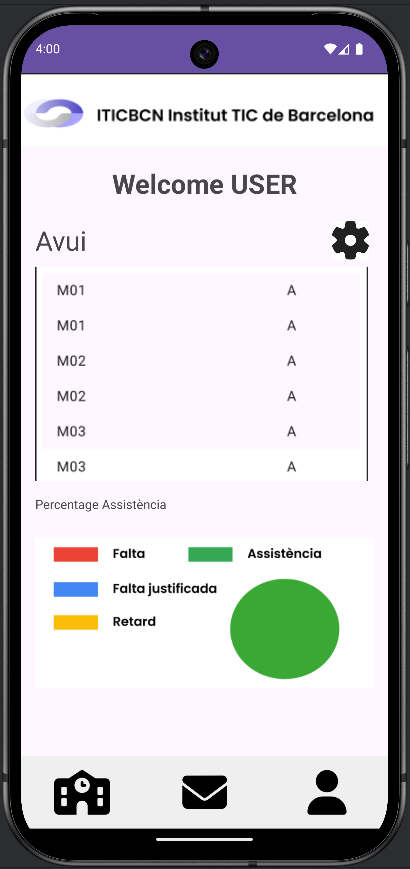 4:00
ITICBCN Institut TIC de Barcelona
Welcome USER
Avui
M01 A
M01 A
M02 A
M02 A
M03 A
M03 A
Percentage Assistència
Falta Assistència
Falta justificada
Retard